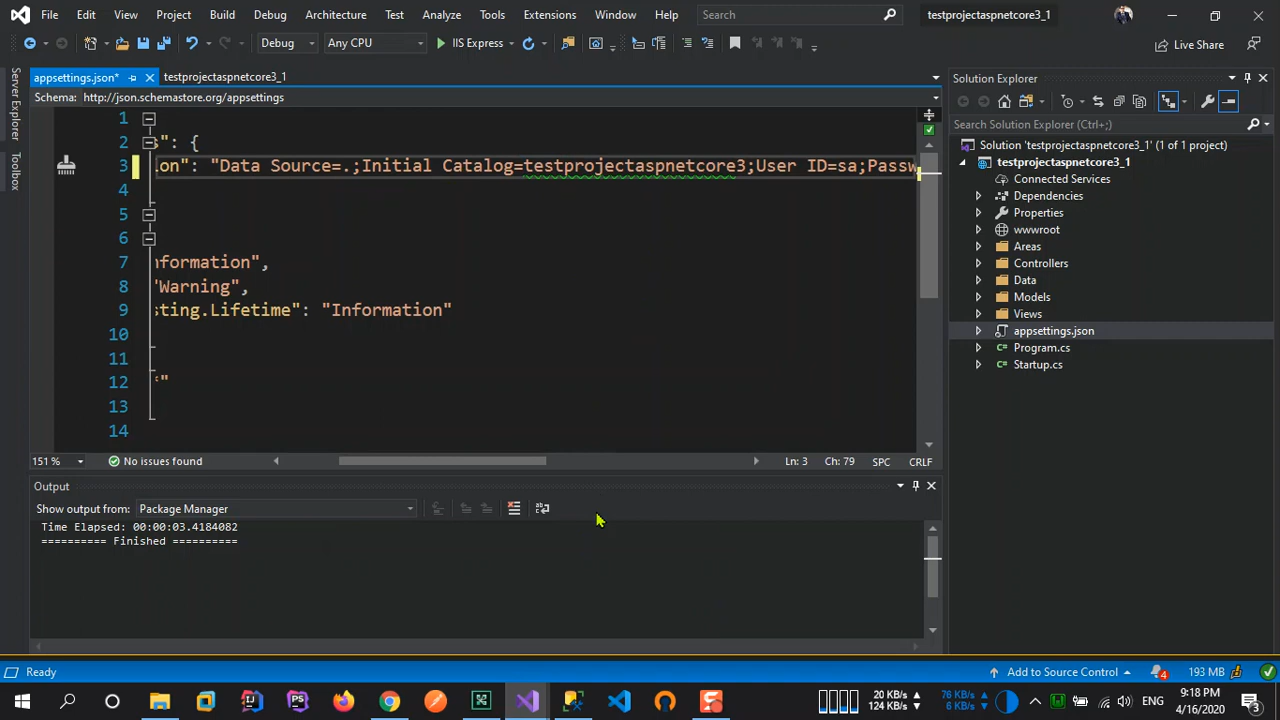 File Edit View Project Build Debug Architecture Test Analyze Tools Extensions Window Help Search testprojectaspnetcore3_1
Debug Any CPU IIS Express Live Share
Server Explorer
Toolbox
appsettings.json* testprojectaspnetcore3_1
Schema: http://json.schemastore.org/appsettings
1
2 s": {
3 ion": "Data Source=.;Initial Catalog=testprojectaspnetcore3;User ID=sa;Passw
4
5
6
7 nformation",
8 "Warning",
9 sting.Lifetime": "Information"
10
11
12 *"
13
14
151 % No issues found Ln: 3 Ch: 79 SPC CRLF
Output
Show output from: Package Manager
Time Elapsed: 00:00:03.4184082
========== Finished ==========
Solution Explorer
Search Solution Explorer (Ctrl+;)
Solution 'testprojectaspnetcore3_1' (1 of 1 project)
testprojectaspnetcore3_1
Connected Services
Dependencies
Properties
wwwroot
Areas
Controllers
Data
Models
Views
appsettings.json
Program.cs
Startup.cs
Ready Add to Source Control 4 193 MB
20 KB/s
124 KB/s
76 KB/s
6 KB/s
ENG
9:18 PM
4/16/2020
3